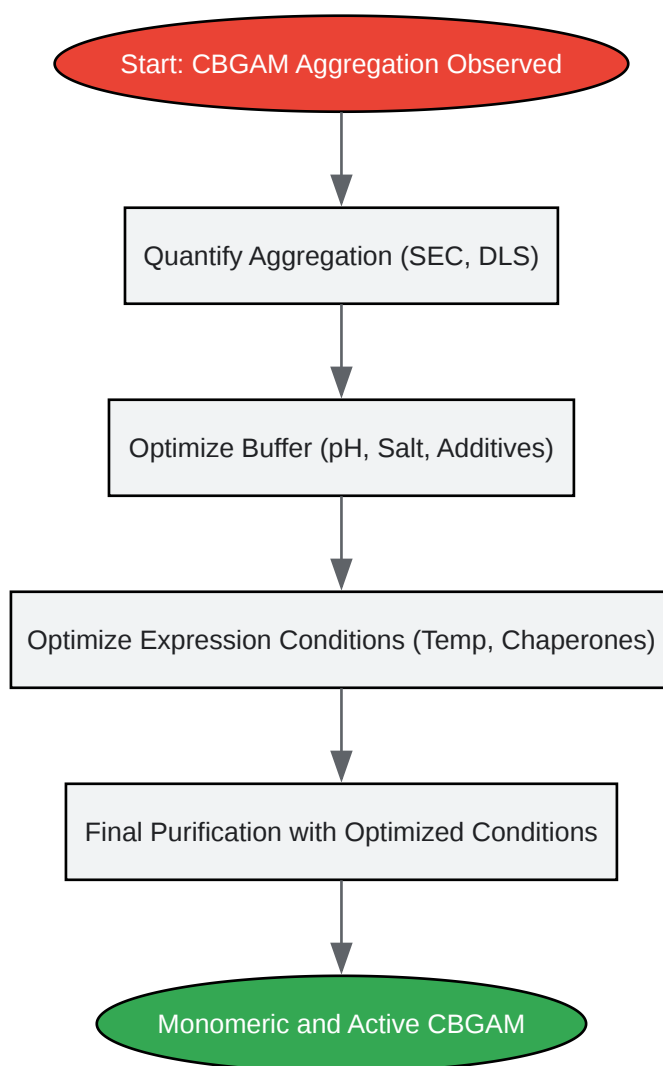 Start: CBGAM Aggregation Observed
Quantify Aggregation (SEC, DLS)
Optimize Buffer (pH, Salt, Additives)
Optimize Expression Conditions (Temp, Chaperones)
Final Purification with Optimized Conditions
Monomeric and Active CBGAM